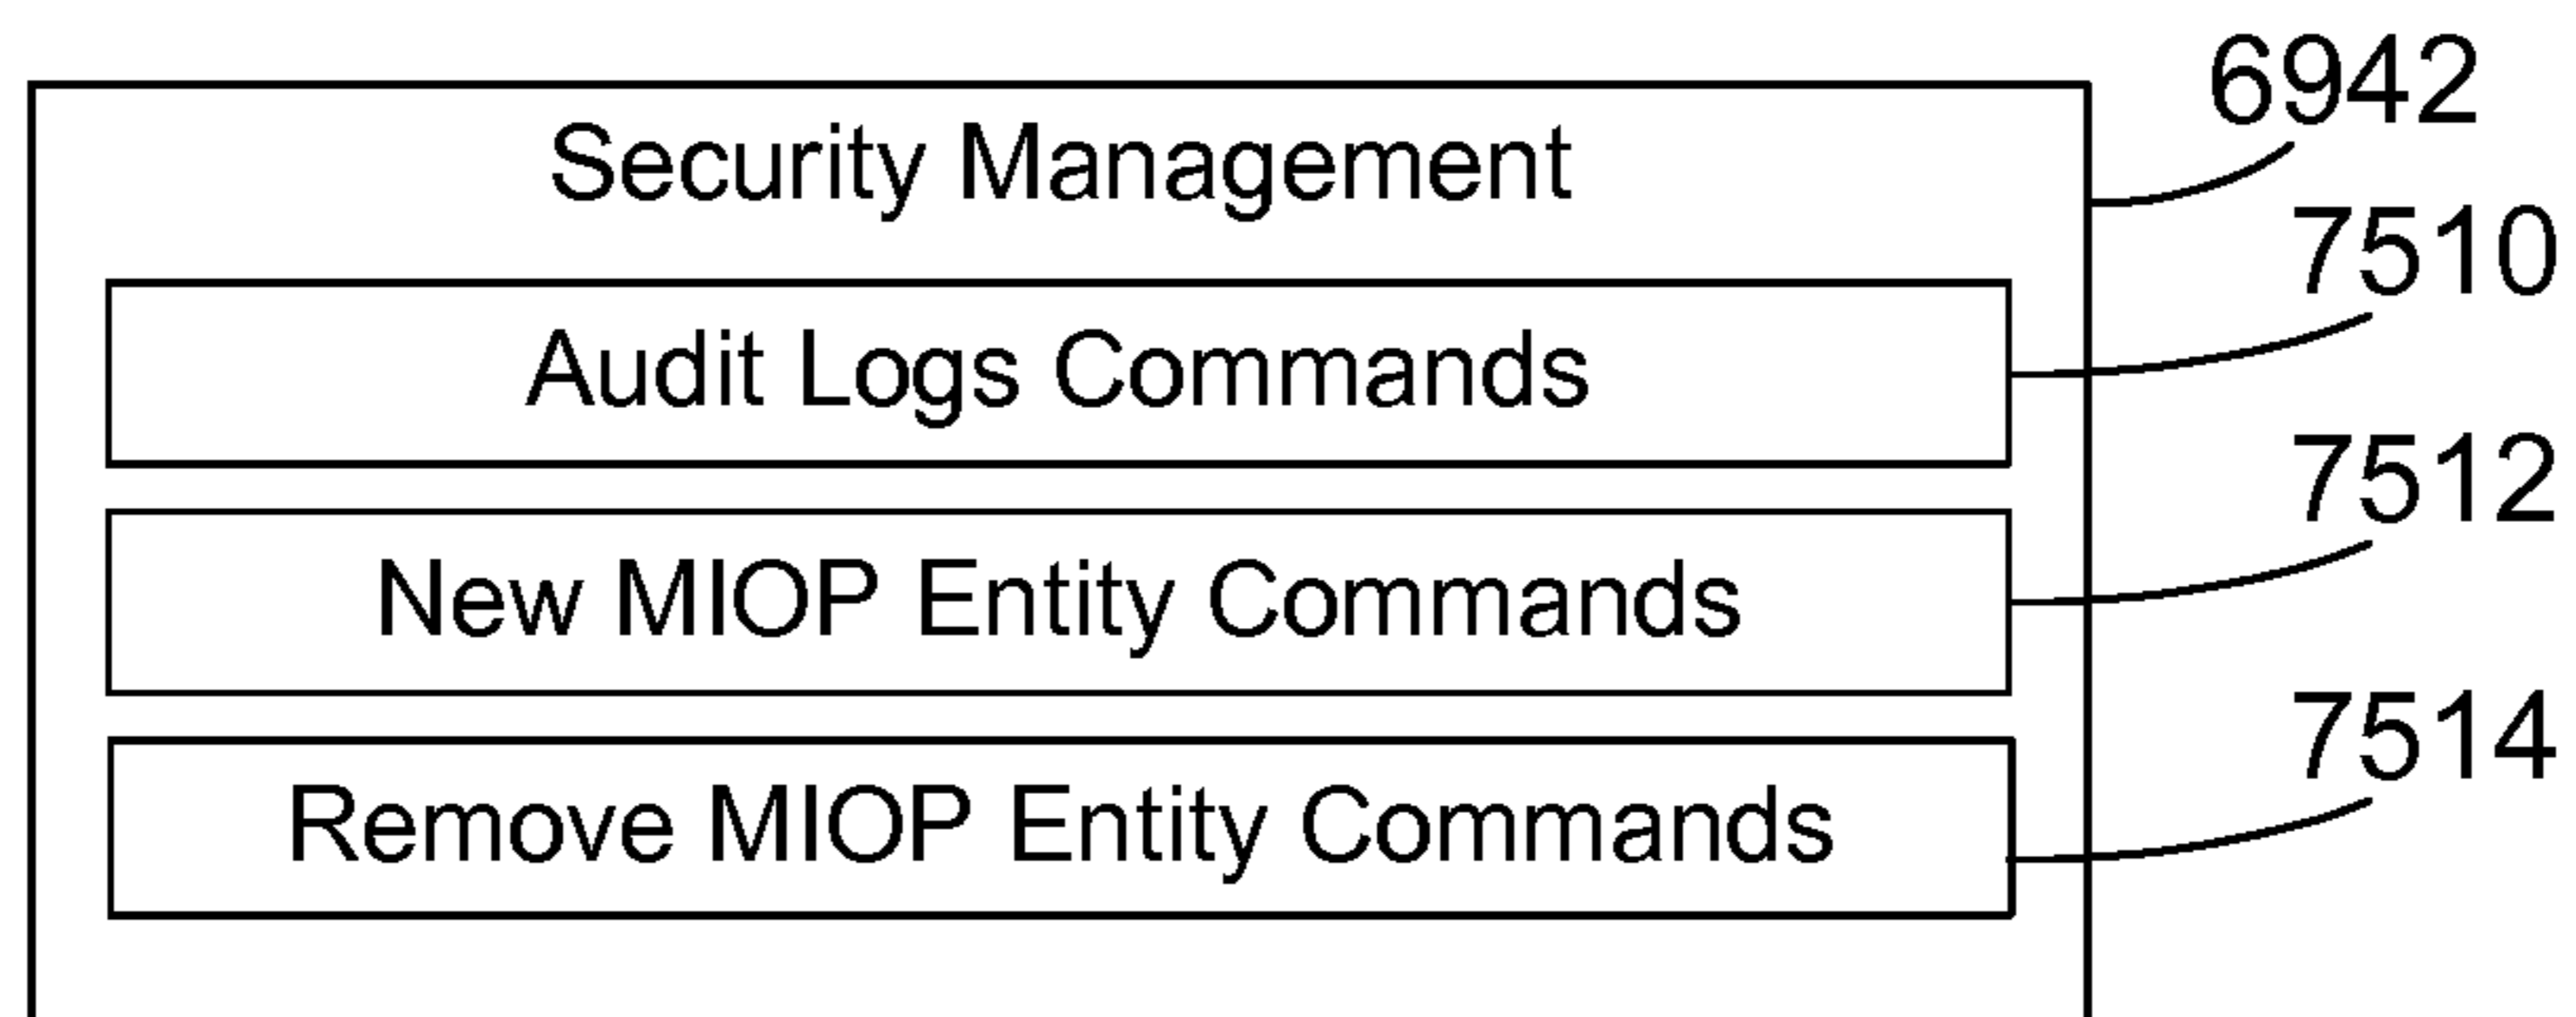 6942
Security Management
7510
Audit Logs Commands
7512
New MIOP Entity Commands
7514
Remove MIOP Entity Commands